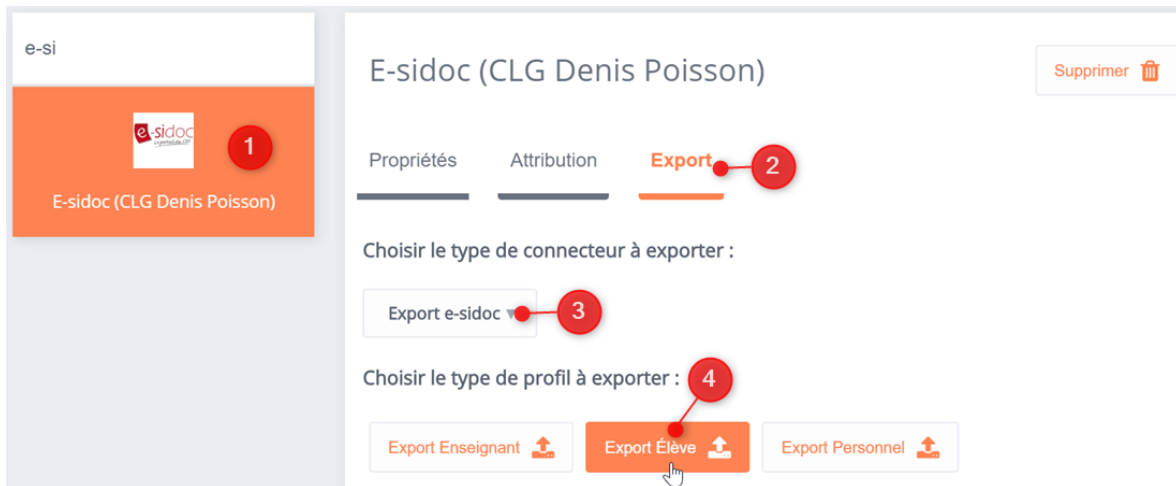 e-si
e-sidoc
1
E-sidoc (CLG Denis Poisson)
E-sidoc (CLG Denis Poisson)
Supprimer
Propriétés Attribution Export 2
Choisir le type de connecteur à exporter :
Export e-sidoc 3
Choisir le type de profil à exporter : 4
Export Enseignant Export Élève Export Personnel